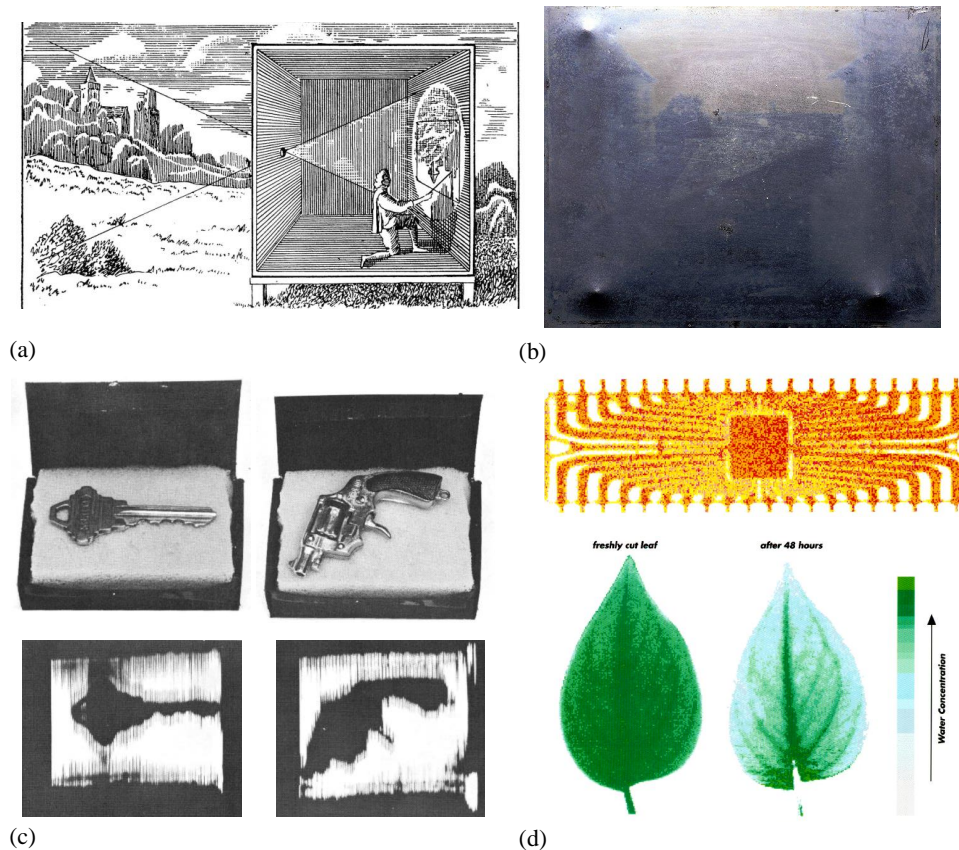 (a)
(b)
freshly cut leaf
after 48 hours
Water Concentration
(c)
(d)